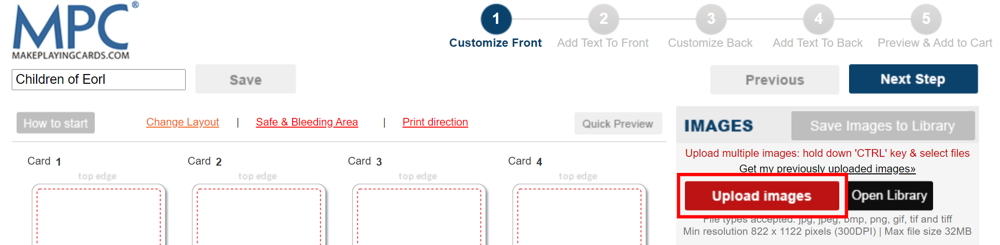 MPC®
MAKEPLAYINGCARDS.COM
1 2 3 4 5
Customize Front Add Text To Front Customize Back Add Text To Back Preview & Add to Cart
Children of Eorl Save Previous Next Step
How to start Change Layout | Safe & Bleeding Area | Print direction Quick Preview
IMAGES Save Images to Library
Upload multiple images: hold down 'CTRL' key & select files
Get my previously uploaded images»
Upload images Open Library
File types accepted: jpg, jpeg, bmp, png, gif, tif and tiff
Min resolution 822 x 1122 pixels (300DPI) | Max file size 32MB
Card 1 Card 2 Card 3 Card 4
top edge top edge top edge top edge